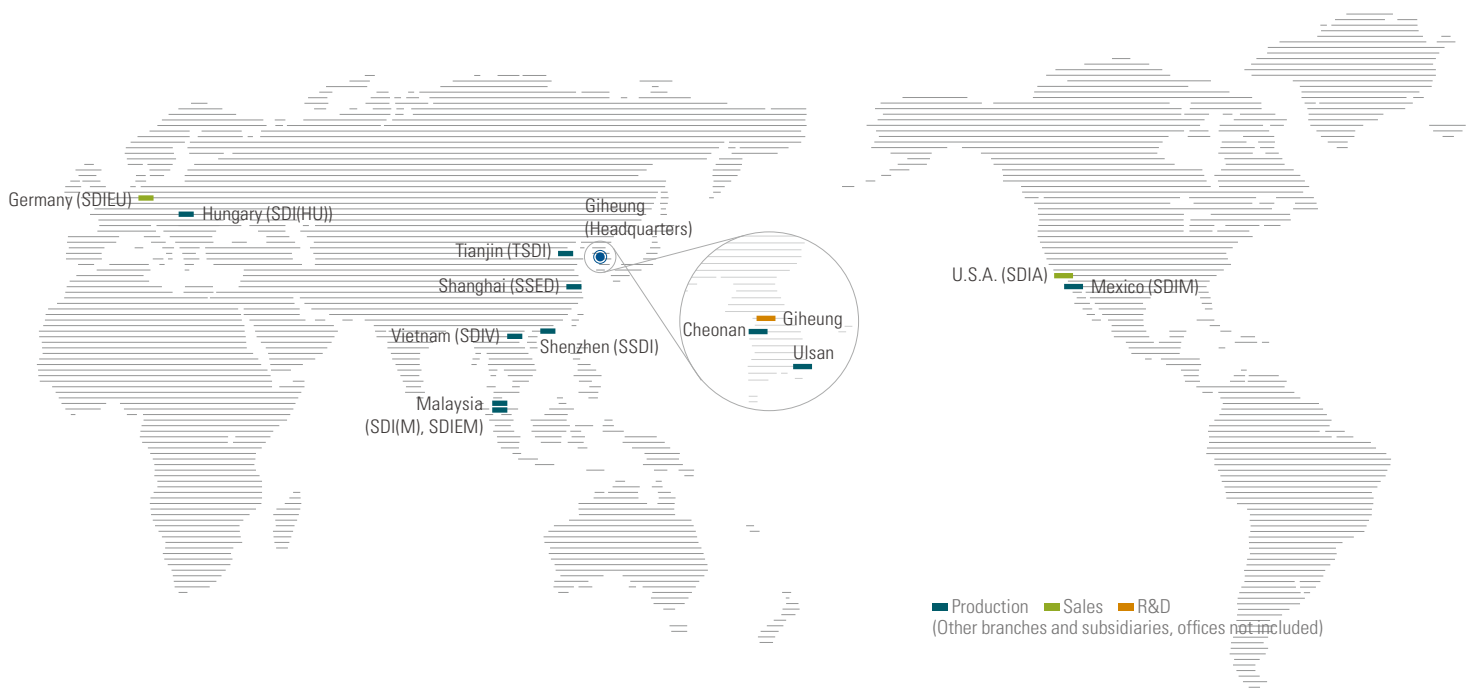 Germany (SDIEU)
Hungary (SDI(HU))
Giheung
(Headquarters)
Tianjin (TSDI)
Shanghai (SSED)
Vietnam (SDIV)
Shenzhen (SSDI)
Malaysia
(SDI(M), SDIEM)
Giheung
Cheonan
Ulsan
U.S.A. (SDIA)
Mexico (SDIM)
Production Sales R&D
(Other branches and subsidiaries, offices not included)